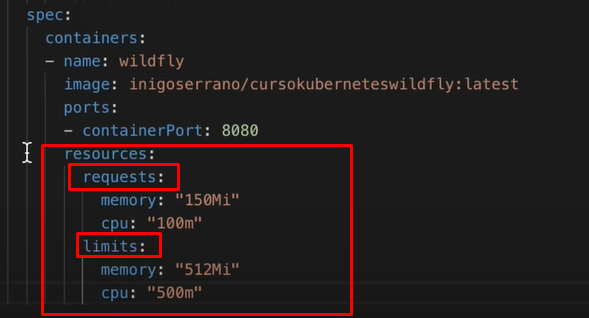 spec:
containers:
- name: wildfly
image: inigoserrano/cursokuberneteswildfly:latest
ports:
- containerPort: 8080
resources:
requests:
memory: "150Mi"
cpu: "100m"
limits:
memory: "512Mi"
cpu: "500m"